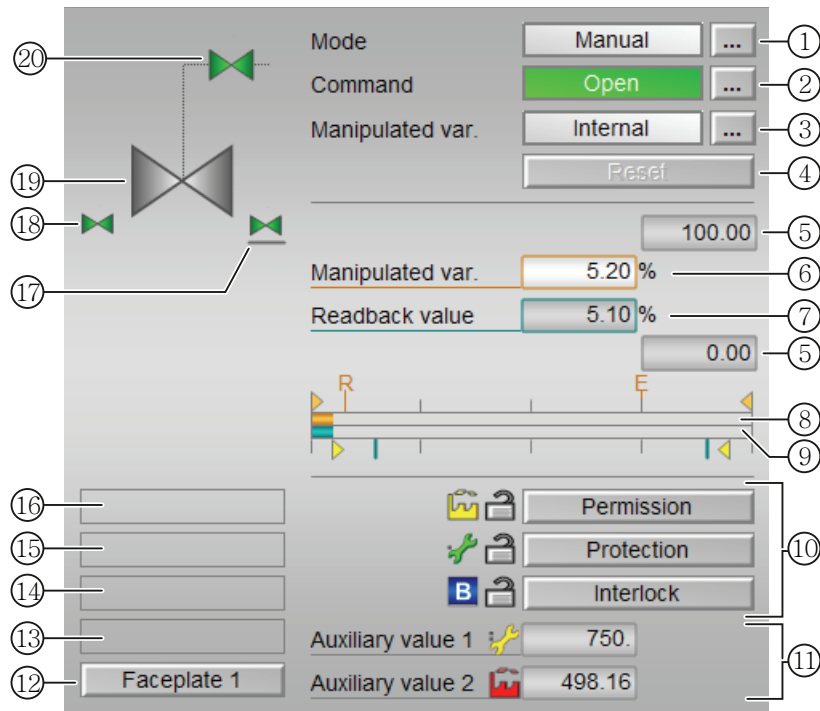 ⑳ Mode Manual ... ①
Command Open ... ②
Manipulated var. Internal ... ③
⑲ Reset ④
⑱
100.00 ⑤
⑰ Manipulated var. 5.20 % ⑥
Readback value 5.10 % ⑦
0.00 ⑤
R E
⑧
⑨
⑯ Permission
⑮ Protection ⑩
⑭ B Interlock
⑬ Auxiliary value 1 750.
⑪
⑫ Faceplate 1 Auxiliary value 2 498.16